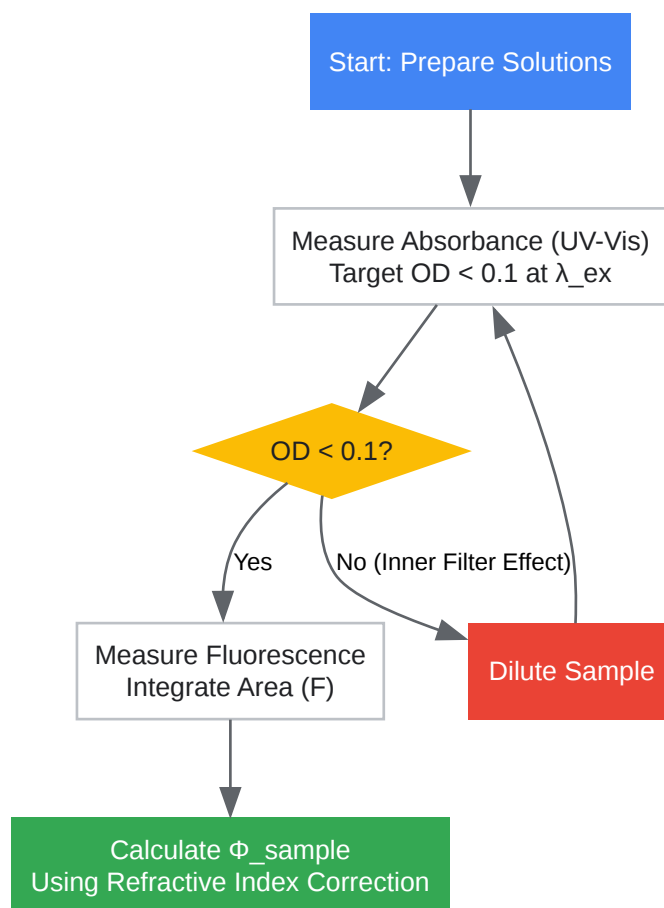 Start: Prepare Solutions
Measure Absorbance (UV-Vis)
Target OD < 0.1 at λ_ex
OD < 0.1?
Yes
No (Inner Filter Effect)
Measure Fluorescence
Integrate Area (F)
Dilute Sample
Calculate Φ_sample
Using Refractive Index Correction